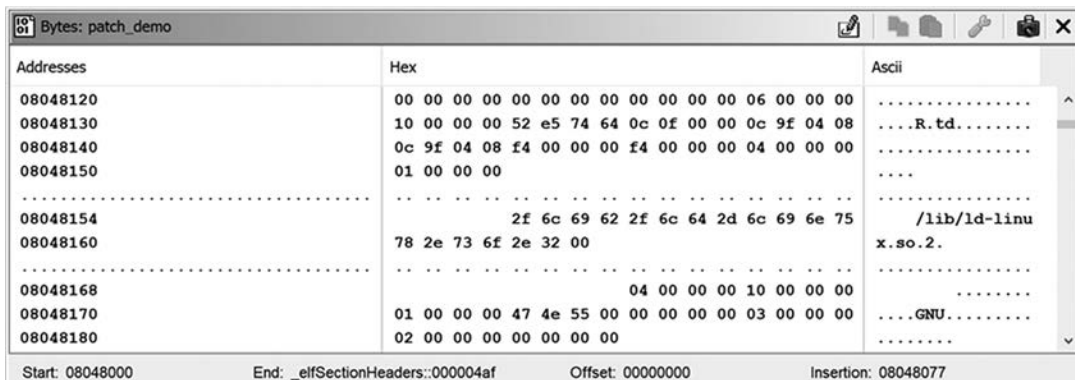 Bytes: patch_demo
Addresses Hex Ascii
08048120 00 00 00 00 00 00 00 00 00 00 00 00 06 00 00 00 ................
08048130 10 00 00 00 52 e5 74 64 0c 0f 00 00 0c 9f 04 08 ....R.td........
08048140 0c 9f 04 08 f4 00 00 00 f4 00 00 00 04 00 00 00 ................
08048150 01 00 00 00 ....
..................................... .. .. .. .. .. .. .. .. .. .. .. .. .. .. .. .. ................
08048154 2f 6c 69 62 2f 6c 64 2d 6c 69 6e 75 /lib/ld-linu
08048160 78 2e 73 6f 2e 32 00 x.so.2.
..................................... .. .. .. .. .. .. .. .. .. .. .. .. .. .. .. .. ................
08048168 04 00 00 00 10 00 00 00 ........
08048170 01 00 00 00 47 4e 55 00 00 00 00 00 03 00 00 00 ....GNU.........
08048180 02 00 00 00 00 00 00 00 ........
Start: 08048000 End: _elfSectionHeaders::000004af Offset: 00000000 Insertion: 08048077